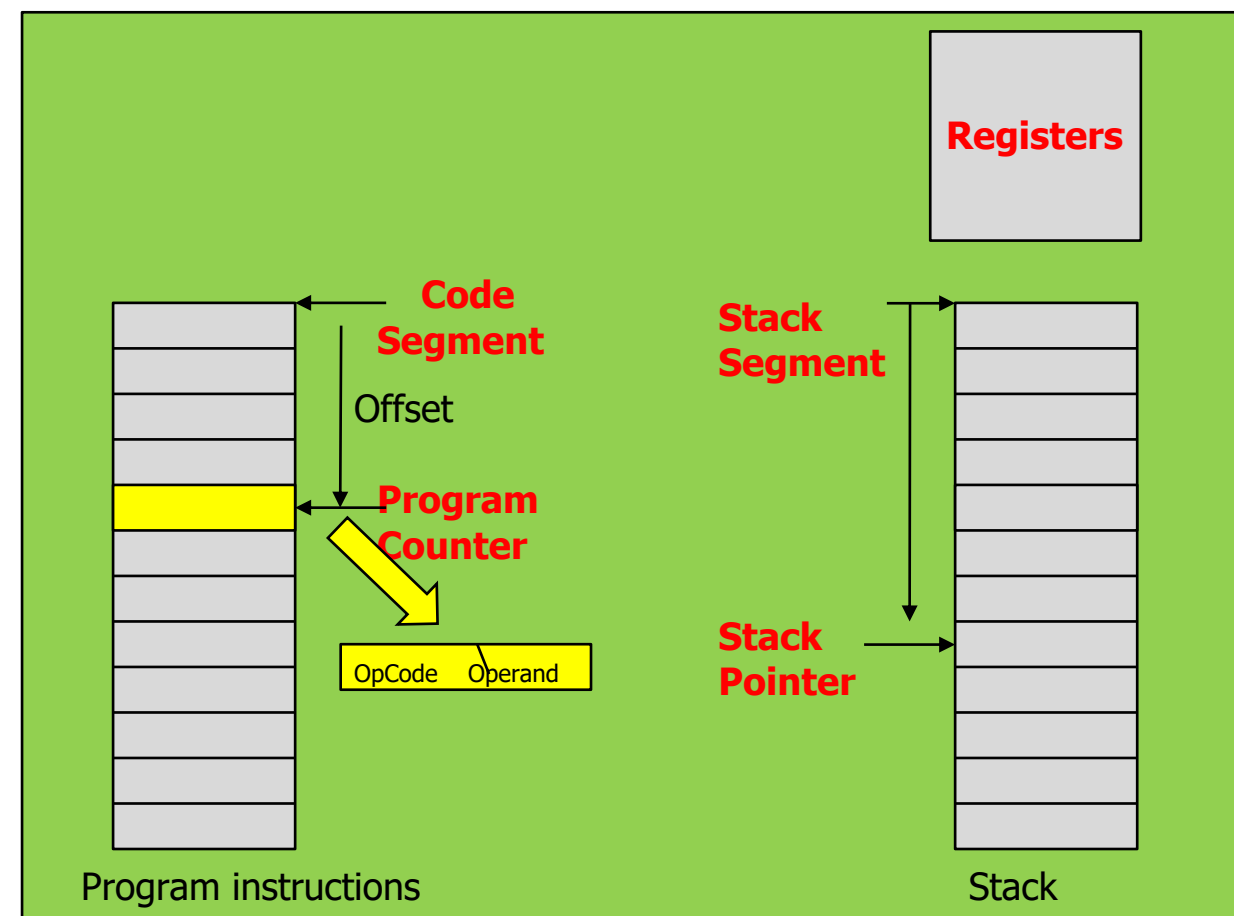 Registers
Code
Segment
Stack
Segment
Offset
Program
Counter
Stack
Pointer
OpCode Operand
Program instructions
Stack